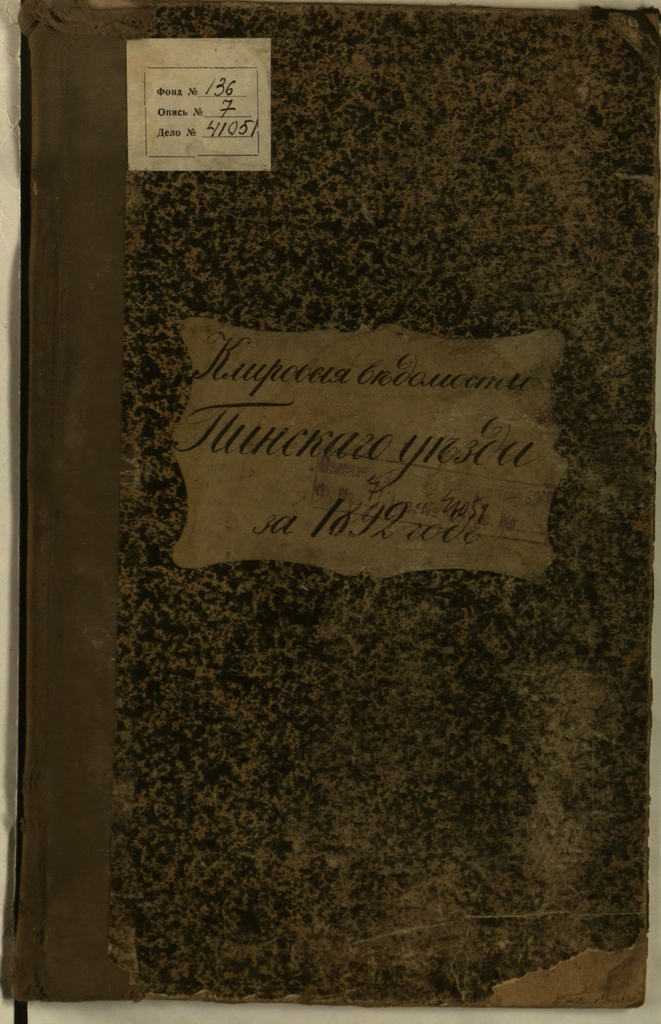 Фонд № 136
Опись № 7
Дело № 41051
Клировыя вѣдомости
Пинскаго уѣзда
за 1892 годъ